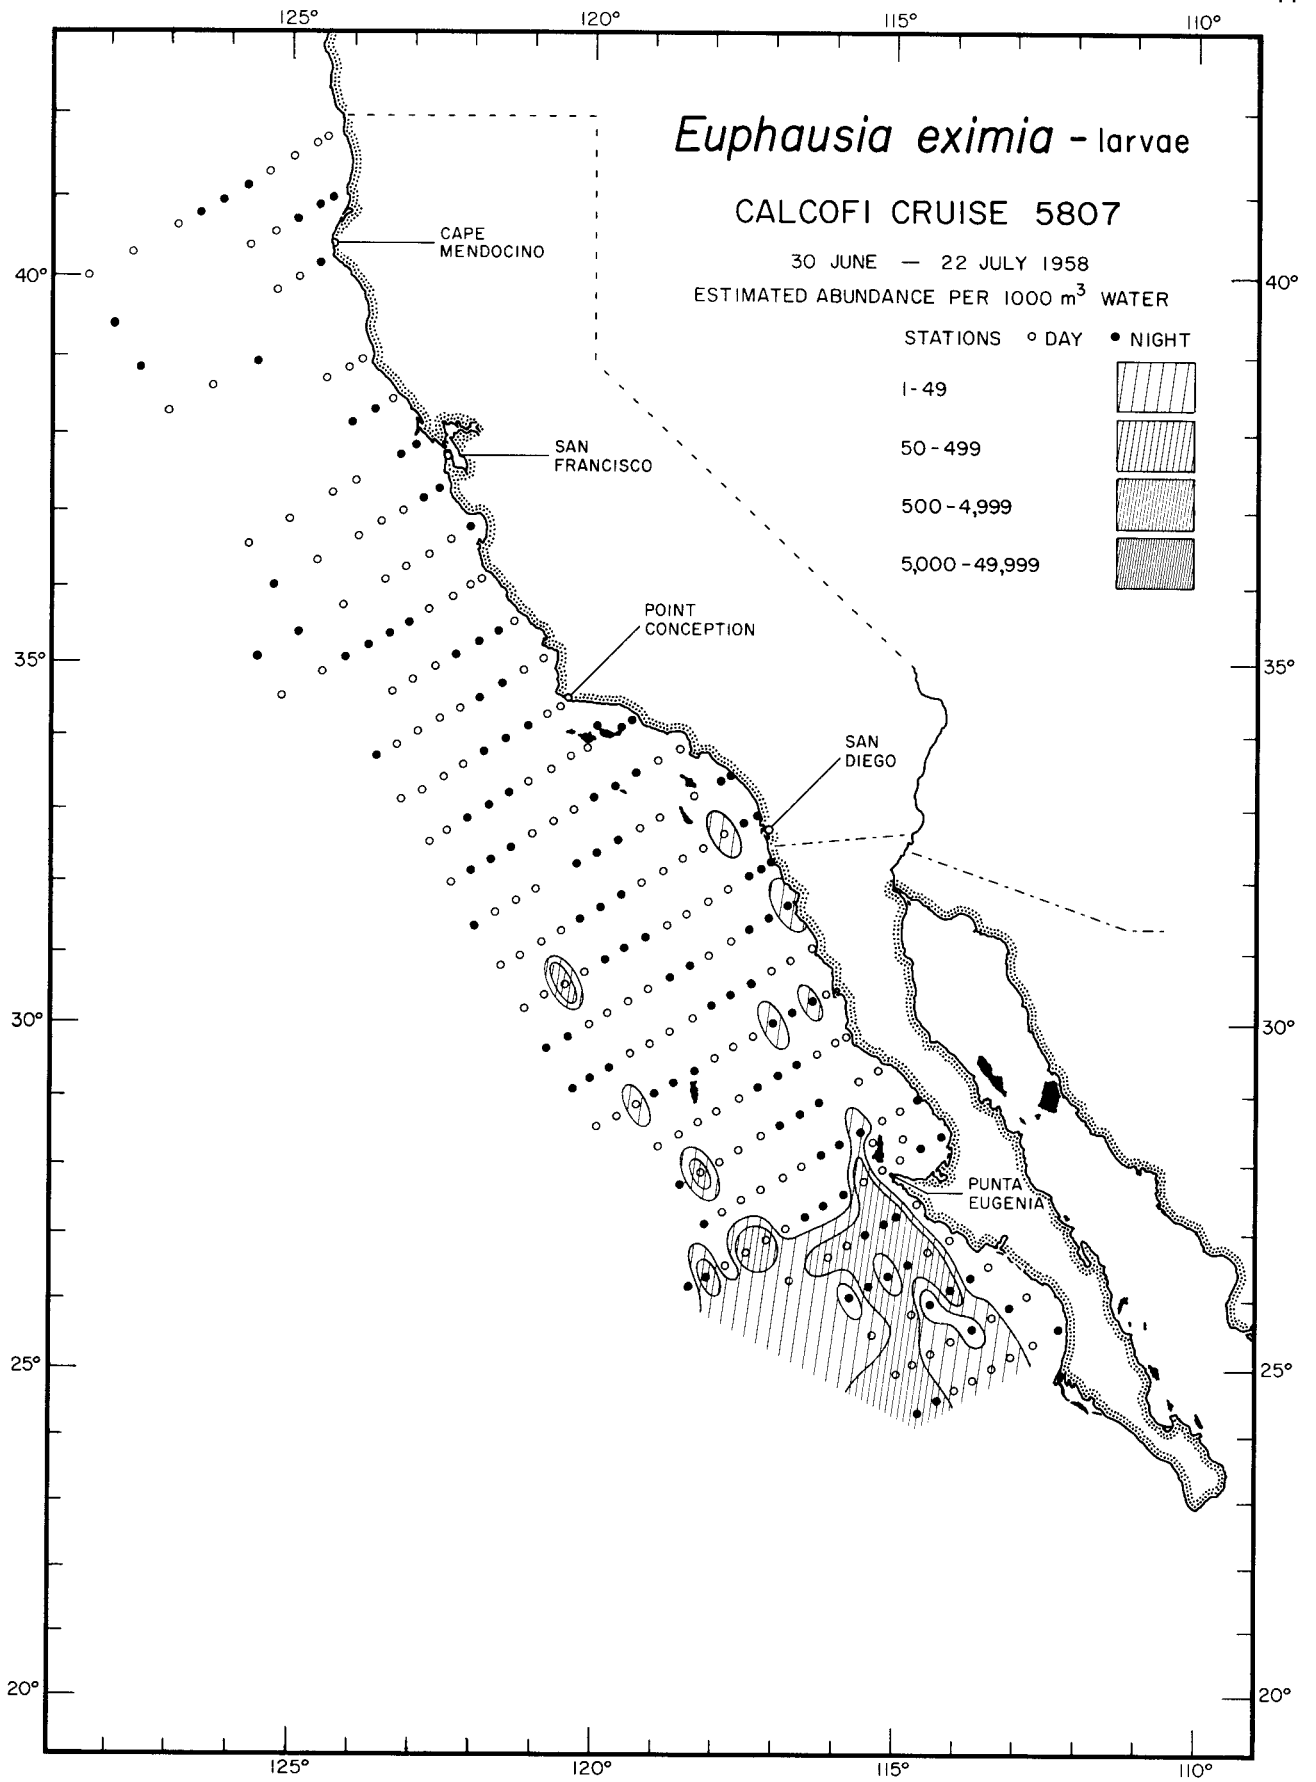 125°
120°
115°
110°
Euphausia eximia - larvae
CALCOFI CRUISE 5807
30 JUNE — 22 JULY 1958
ESTIMATED ABUNDANCE PER 1000 m³ WATER
STATIONS ○ DAY ● NIGHT
1-49
50-499
500-4,999
5,000-49,999
CAPE
MENDOCINO
40°
40°
SAN
FRANCISCO
POINT
CONCEPTION
35°
35°
SAN
DIEGO
30°
30°
PUNTA
EUGENIA
25°
25°
20°
20°
125°
120°
115°
110°